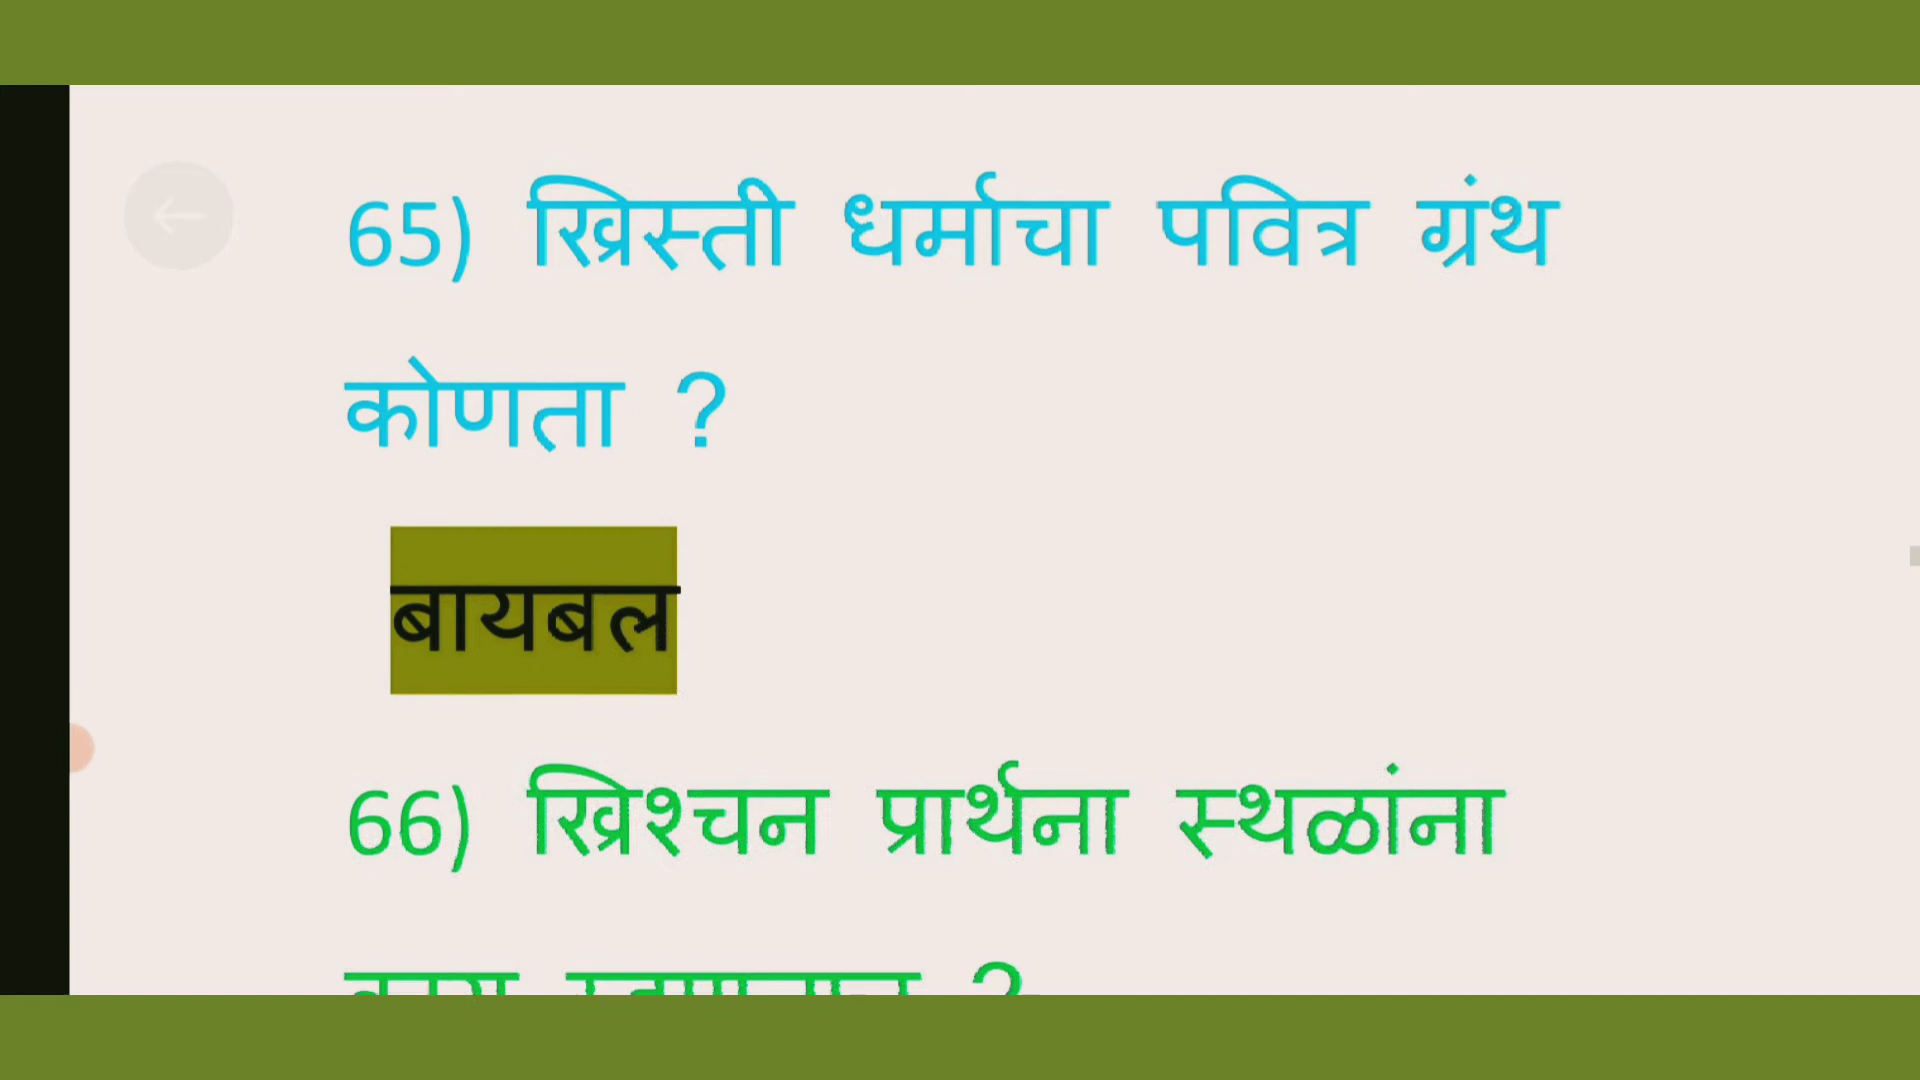 65) ख्रिस्ती धर्माचा पवित्र ग्रंथ
कोणता ?
बायबल
66) ख्रिश्चन प्रार्थना स्थळांना